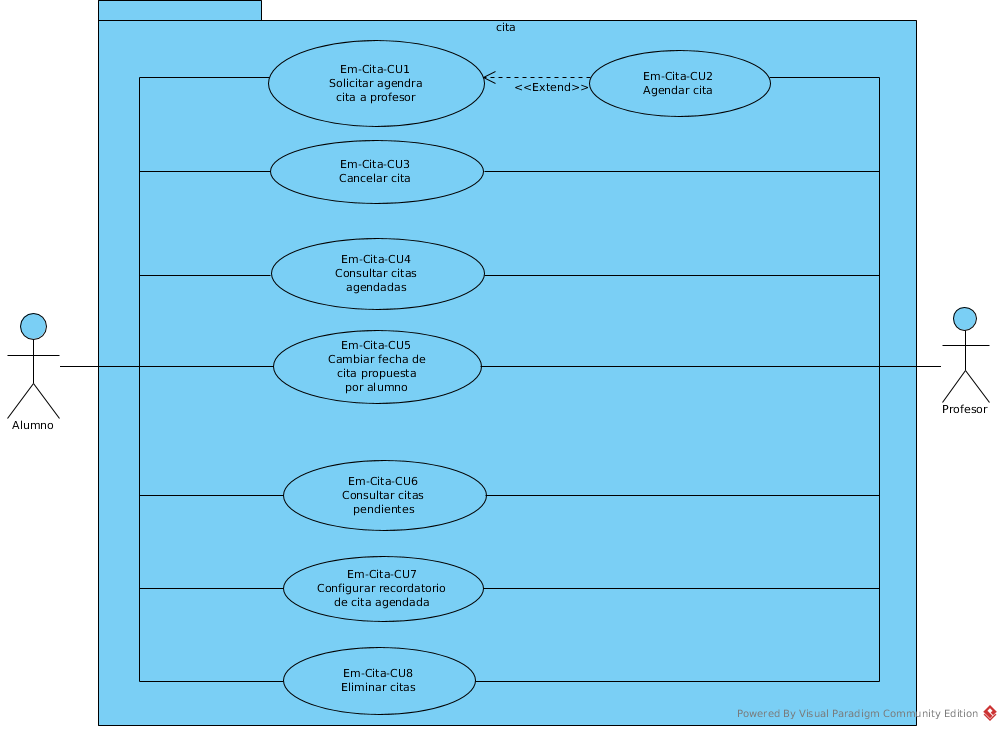 cita
Em-Cita-CU1
Solicitar agendra
cita a profesor
<<Extend>>
Em-Cita-CU2
Agendar cita
Em-Cita-CU3
Cancelar cita
Em-Cita-CU4
Consultar citas
agendadas
Em-Cita-CU5
Cambiar fecha de
cita propuesta
por alumno
Alumno
Profesor
Em-Cita-CU6
Consultar citas
pendientes
Em-Cita-CU7
Configurar recordatorio
de cita agendada
Em-Cita-CU8
Eliminar citas
Powered By Visual Paradigm Community Edition